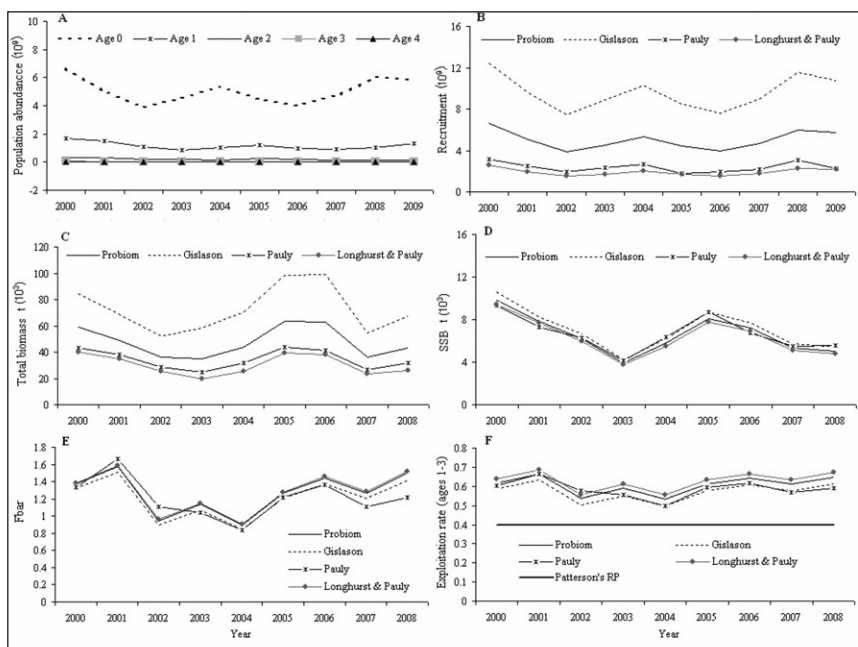 A
Age 0 Age 1 Age 2 Age 3 Age 4
Population abundancce (10⁹)
10
8
6
4
2
0
-2
2000 2001 2002 2003 2004 2005 2006 2007 2008 2009
B
Probiom Gislason Pauly Longhurst & Pauly
Recruitment (10⁹)
16
12
8
4
0
2000 2001 2002 2003 2004 2005 2006 2007 2008 2009
C
Probiom Gislason Pauly Longhurst & Pauly
Total biomass t (10³)
120
100
80
60
40
20
0
2000 2001 2002 2003 2004 2005 2006 2007 2008
D
Probiom Gislason Pauly Longhurst & Pauly
SSB t (10³)
16
12
8
4
0
2000 2001 2002 2003 2004 2005 2006 2007 2008
E
Fbar
1.8
1.6
1.4
1.2
1
0.8
0.6
0.4
0.2
0
Probiom
Gislason
Pauly
Longhurst & Pauly
2000 2001 2002 2003 2004 2005 2006 2007 2008
Year
F
Exploitation rate (ages 1-3)
0.8
0.7
0.6
0.5
0.4
0.3
0.2
0.1
0.0
Probiom Gislason
Pauly Longhurst & Pauly
Patterson's RP
2000 2001 2002 2003 2004 2005 2006 2007 2008
Year